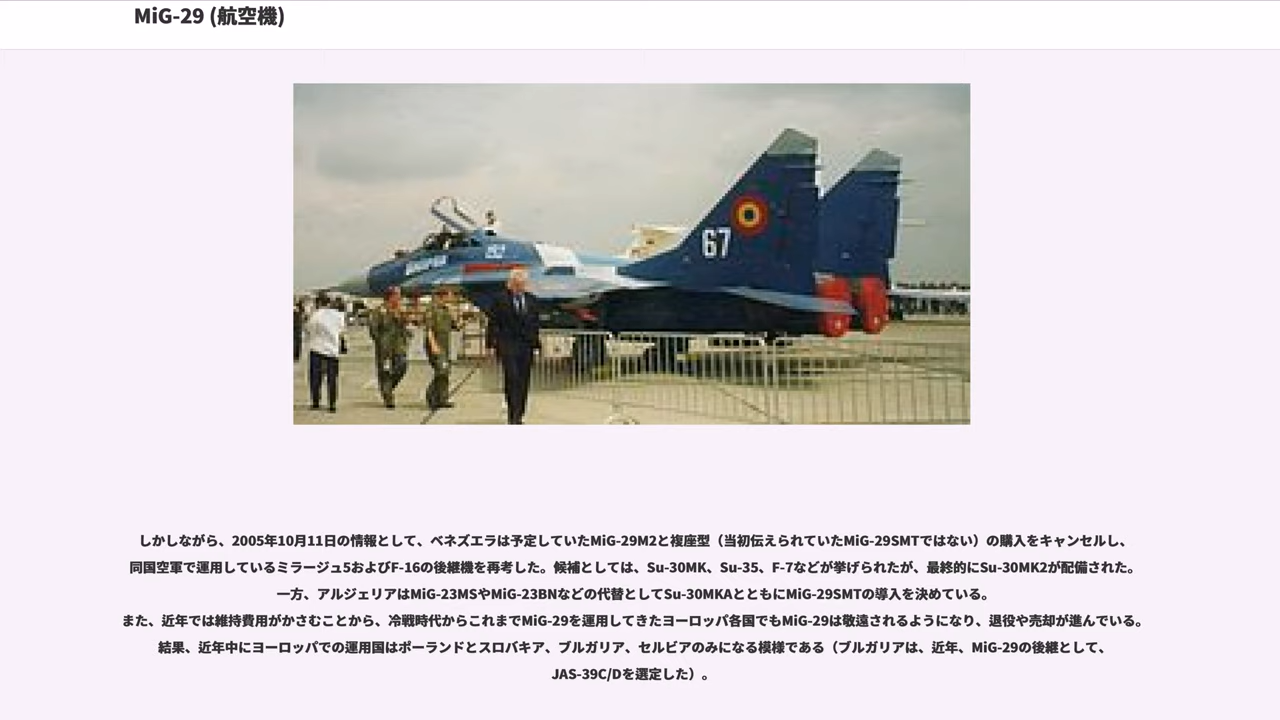 MiG-29 (航空機)
67
しかしながら、2005年10月11日の情報として、ベネズエラは予定していたMiG-29M2と複座型（当初伝えられていたMiG-29SMTではない）の購入をキャンセルし、
同国空軍で運用しているミラージュ5およびF-16の後継機を再考した。候補としては、Su-30MK、Su-35、F-7などが挙げられたが、最終的にSu-30MK2が配備された。
一方、アルジェリアはMiG-23MSやMiG-23BNなどの代替としてSu-30MKAとともにMiG-29SMTの導入を決めている。
また、近年では維持費用がかさむことから、冷戦時代からこれまでMiG-29を運用してきたヨーロッパ各国でもMiG-29は敬遠されるようになり、退役や売却が進んでいる。
結果、近年中にヨーロッパでの運用国はポーランドとスロバキア、ブルガリア、セルビアのみになる模様である（ブルガリアは、近年、MiG-29の後継として、
JAS-39C/Dを選定した）。